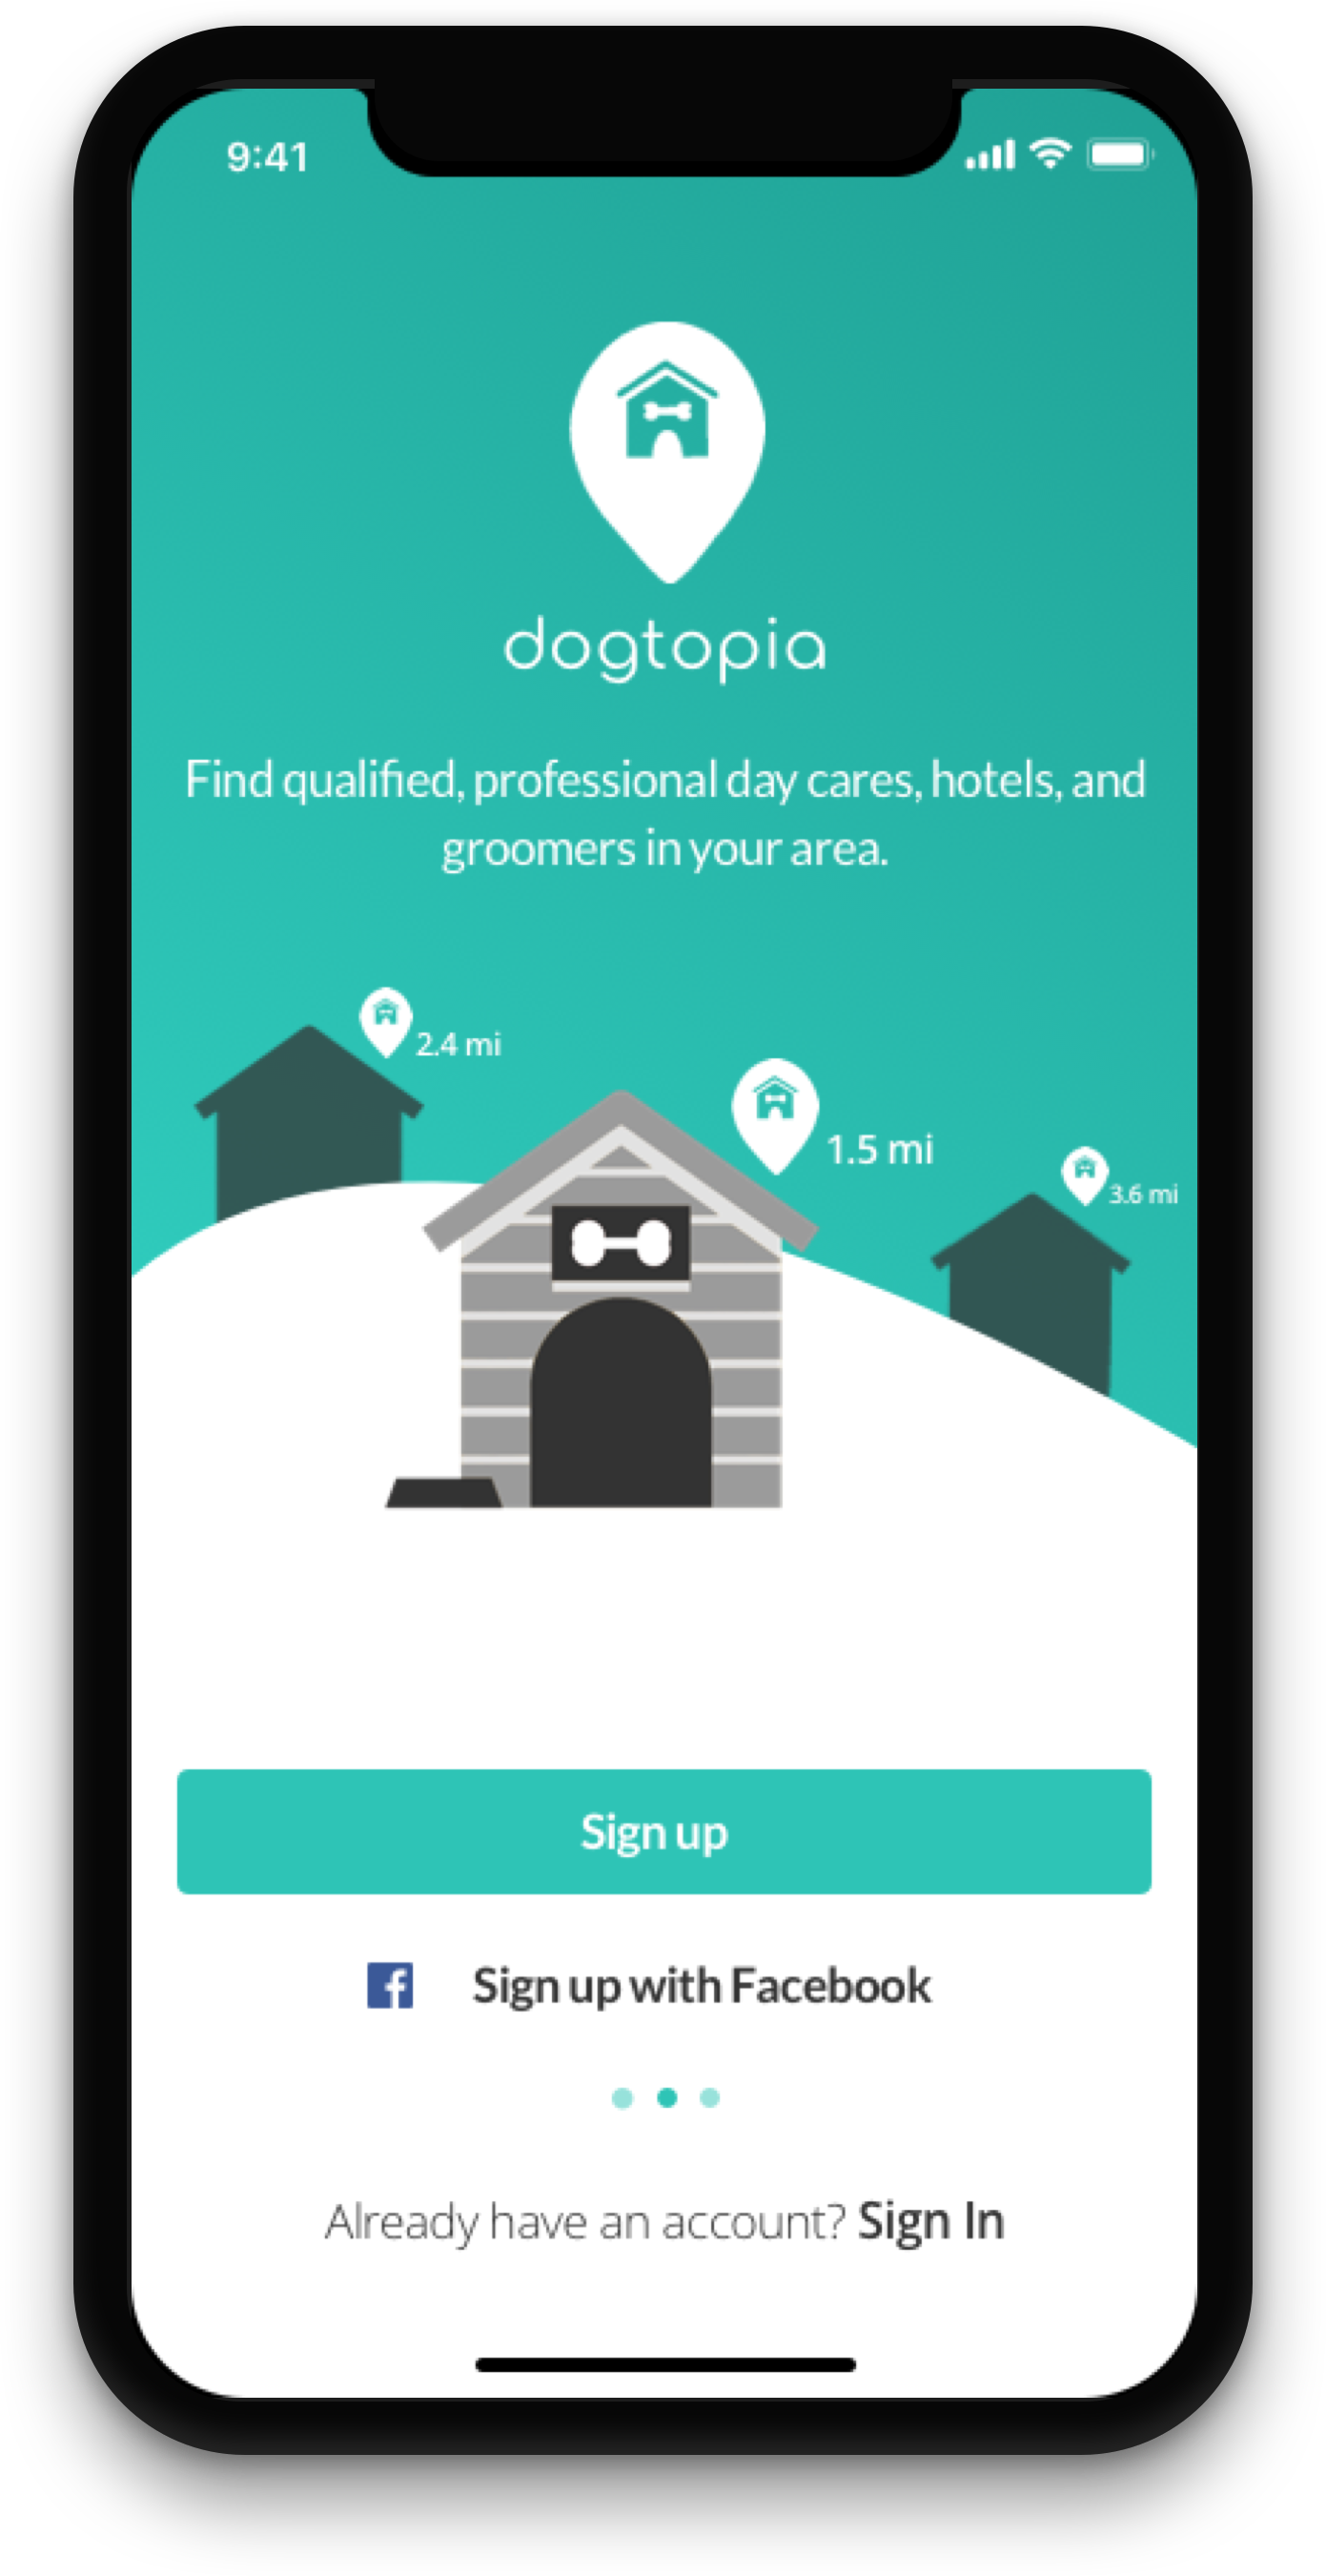 9:41
dogtopia
Find qualified, professional day cares, hotels, and
groomers in your area.
2.4 mi
1.5 mi
3.6 mi
Sign up
Sign up with Facebook
Already have an account? Sign In